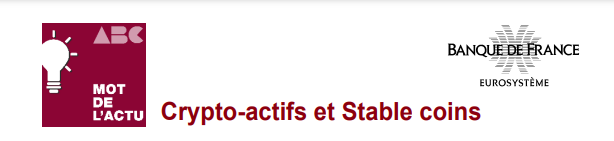 ABC
MOT
DE
L'ACTU
Crypto-actifs et Stable coins
BANQUE DE FRANCE
EUROSYSTÈME